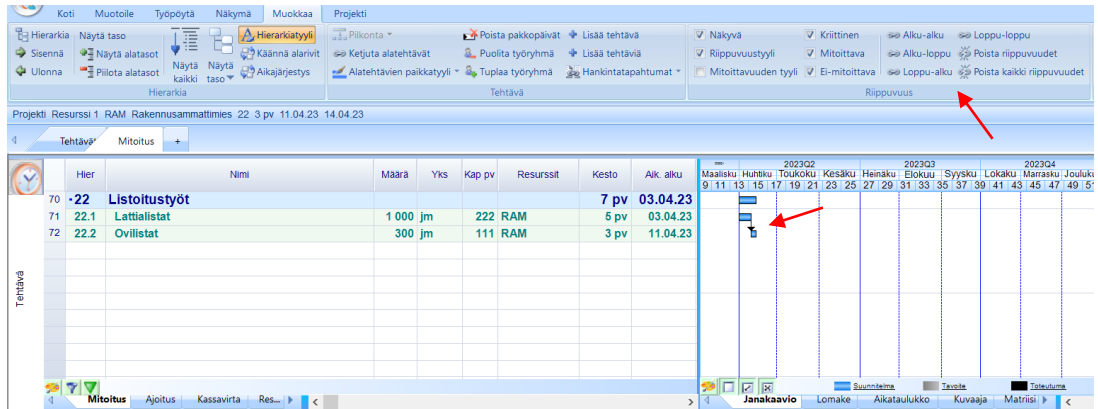 Koti Muotoile Työpöytä Näkymä Muokkaa Projekti
Hierarkia Näytä taso Hierarkiatyyli Pilkonta Poista pakkopäivät Lisää tehtävä Näkyvä Kriittinen Alku-alku Loppu-loppu
Sisennä Näytä alatasot Käännä alarivit Ketjuta alatehtävät Puolita työryhmä Lisää tehtäviä Riippuvuustyyli Mitoittava Alku-loppu Poista riippuvuudet
Ulonna Piilota alatasot Näytä kaikki Näytä taso Aikajärjestys Alatehtävien paikkatyyli Tuplaa työryhmä Hankintatapahtumat Mitoittavuuden tyyli Ei-mitoittava Loppu-alku Poista kaikki riippuvuudet
Hierarkia Tehtävä Riippuvuus
Projekti Resurssi 1 RAM Rakennusammattimies 22 3 pv 11.04.23 14.04.23
Tehtävät Mitoitus +
2023Q2 2023Q3 2023Q4
Hier Nimi Määrä Yks Kap pv Resurssit Kesto Aik. alku Maalisku Huhtiku Toukoku Kesäku Heinäku Elokuu Syysku Lokaku Marrasku Jouluku
9 11 13 15 17 19 21 23 25 27 29 31 33 35 37 39 41 43 45 47 49 51
70 -22 Listoitustyöt 7 pv 03.04.23
71 22.1 Lattialistat 1 000 jm 222 RAM 5 pv 03.04.23
72 22.2 Ovilistat 300 jm 111 RAM 3 pv 11.04.23
Tehtävä
Suunnitelma Tavoite Toteutuma
Mitoitus Ajoitus Kassavirta Res... Janakaavio Lomake Aikataulukko Kuvaaja Matriisi